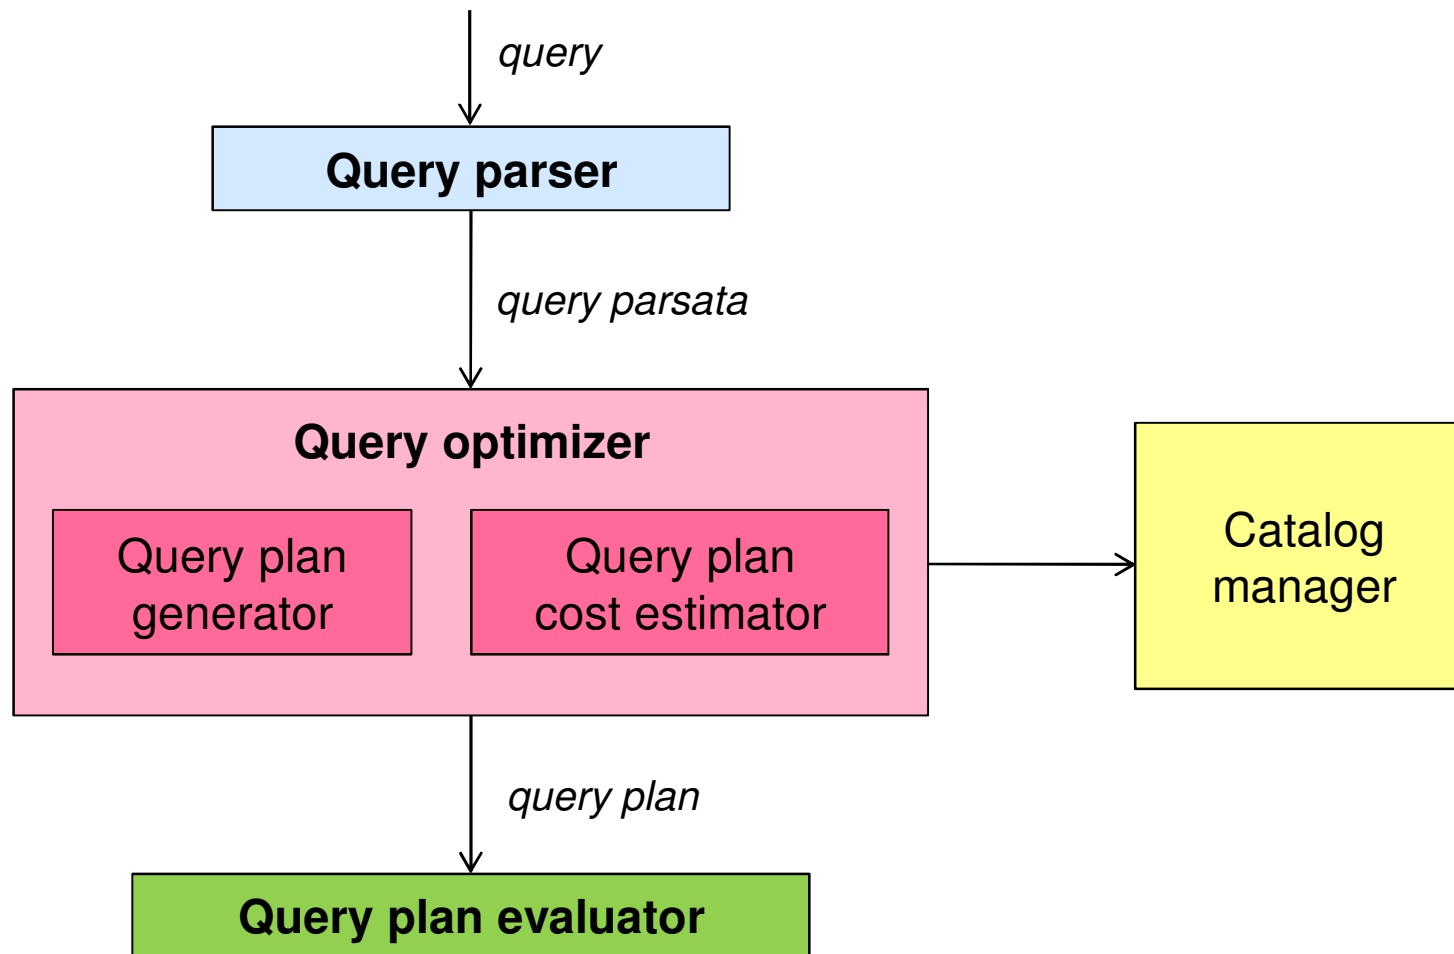 query
Query parser
query parsata
Query optimizer
Query plan
generator
Query plan
cost estimator
Catalog
manager
query plan
Query plan evaluator